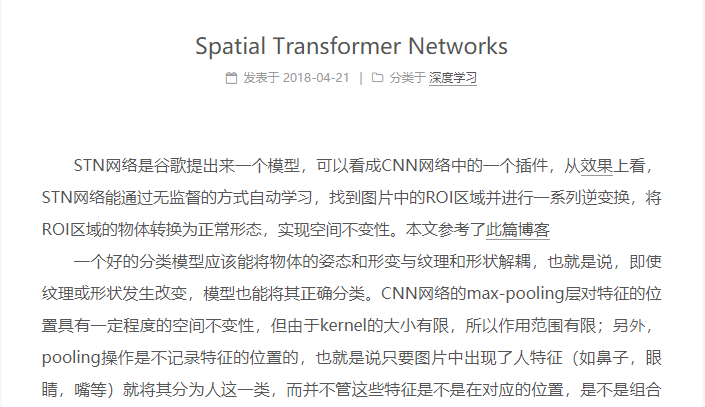 Spatial Transformer Networks
发表于 2018-04-21 | 分类于 深度学习
STN网络是谷歌提出来一个模型，可以看成CNN网络中的一个插件，从效果上看，
STN网络能通过无监督的方式自动学习，找到图片中的ROI区域并进行一系列逆变换，将
ROI区域的物体转换为正常形态，实现空间不变性。本文参考了此篇博客
一个好的分类模型应该能将物体的姿态和形变与纹理和形状解耦，也就是说，即使
纹理或形状发生改变，模型也能将其正确分类。CNN网络的max-pooling层对特征的位
置具有一定程度的空间不变性，但由于kernel的大小有限，所以作用范围有限；另外，
pooling操作是不记录特征的位置的，也就是说只要图片中出现了人特征（如鼻子，眼
睛，嘴等）就将其分为人这一类，而并不管这些特征是不是在对应的位置，是不是组合